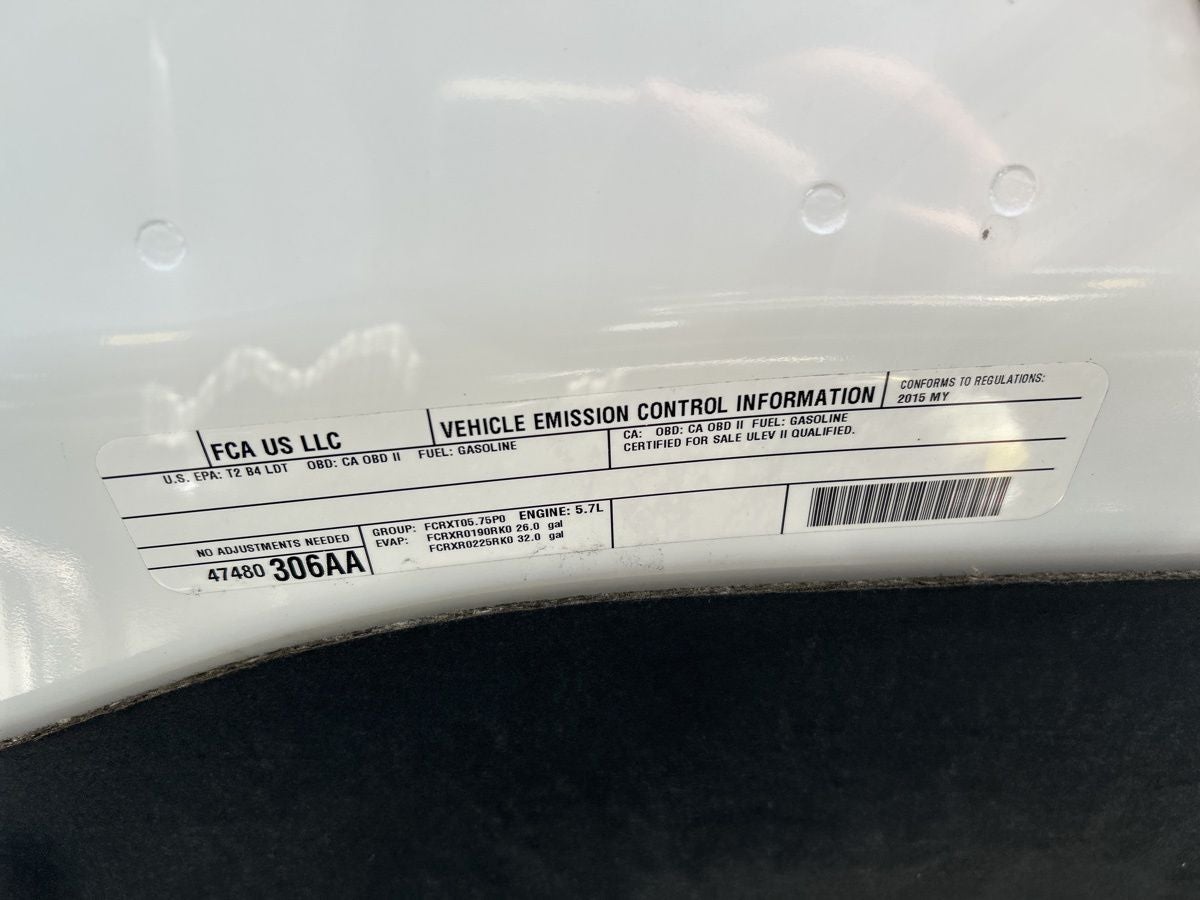 FCA US LLC
VEHICLE EMISSION CONTROL INFORMATION
CONFORMS TO REGULATIONS:
2015 MY
U.S. EPA: T2 B4 LDT OBD: CA OBD II FUEL: GASOLINE
CA: OBD: CA OBD II FUEL: GASOLINE
CERTIFIED FOR SALE ULEV II QUALIFIED.
NO ADJUSTMENTS NEEDED
47480 306AA
GROUP: FCRXT05.75P0 ENGINE: 5.7L
EVAP: FCRXR0190RK0 26.0 gal
FCRXR0225RK0 32.0 gal